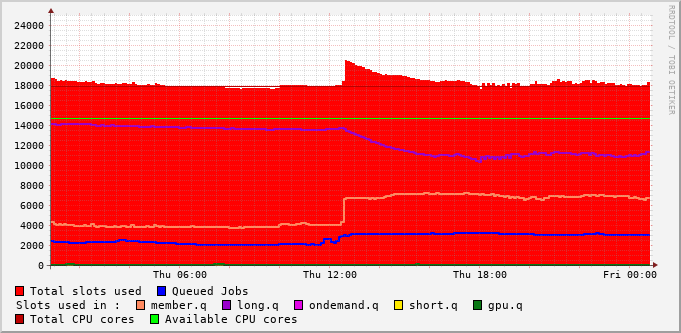 RRDTOOL / TOBI OETIKER
24000
22000
20000
18000
16000
14000
12000
10000
8000
6000
4000
2000
0
Thu 06:00 Thu 12:00 Thu 18:00 Fri 00:00
Total slots used Queued Jobs
Slots used in : member.q long.q ondemand.q short.q gpu.q
Total CPU cores Available CPU cores